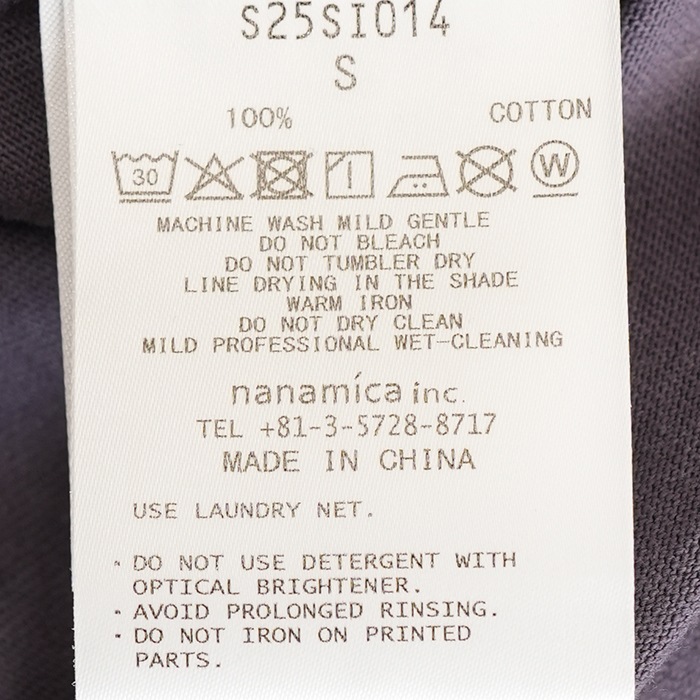 S25SI014
S
100% COTTON
30 W
MACHINE WASH MILD GENTLE
DO NOT BLEACH
DO NOT TUMBLER DRY
LINE DRYING IN THE SHADE
WARM IRON
DO NOT DRY CLEAN
MILD PROFESSIONAL WET-CLEANING
nanamica inc.
TEL +81-3-5728-8717
MADE IN CHINA
USE LAUNDRY NET.
・DO NOT USE DETERGENT WITH
OPTICAL BRIGHTENER.
・AVOID PROLONGED RINSING.
・DO NOT IRON ON PRINTED
PARTS.